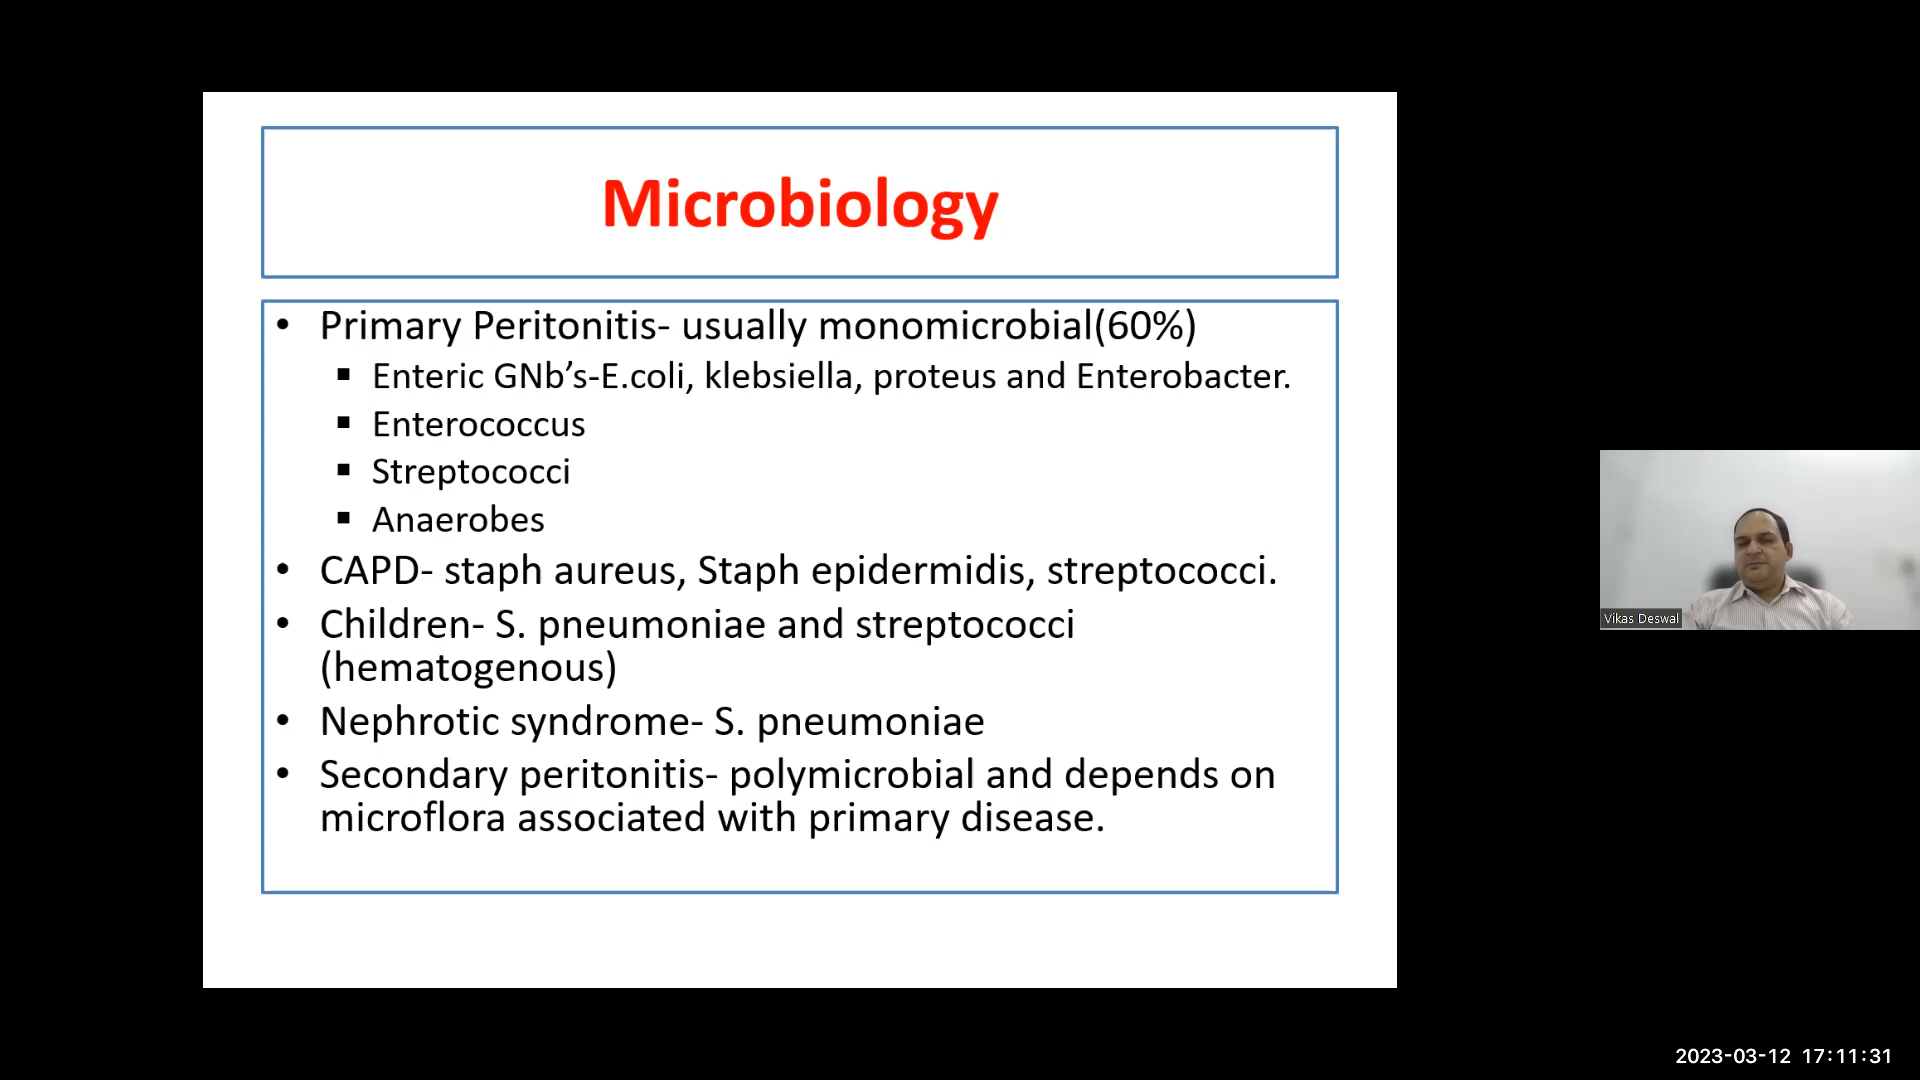 Microbiology
• Primary Peritonitis- usually monomicrobial(60%)
▪ Enteric GNb’s-E.coli, klebsiella, proteus and Enterobacter.
▪ Enterococcus
▪ Streptococci
▪ Anaerobes
• CAPD- staph aureus, Staph epidermidis, streptococci.
• Children- S. pneumoniae and streptococci
(hematogenous)
• Nephrotic syndrome- S. pneumoniae
• Secondary peritonitis- polymicrobial and depends on
microflora associated with primary disease.
Vikas Deswal
2023-03-12 17:11:31